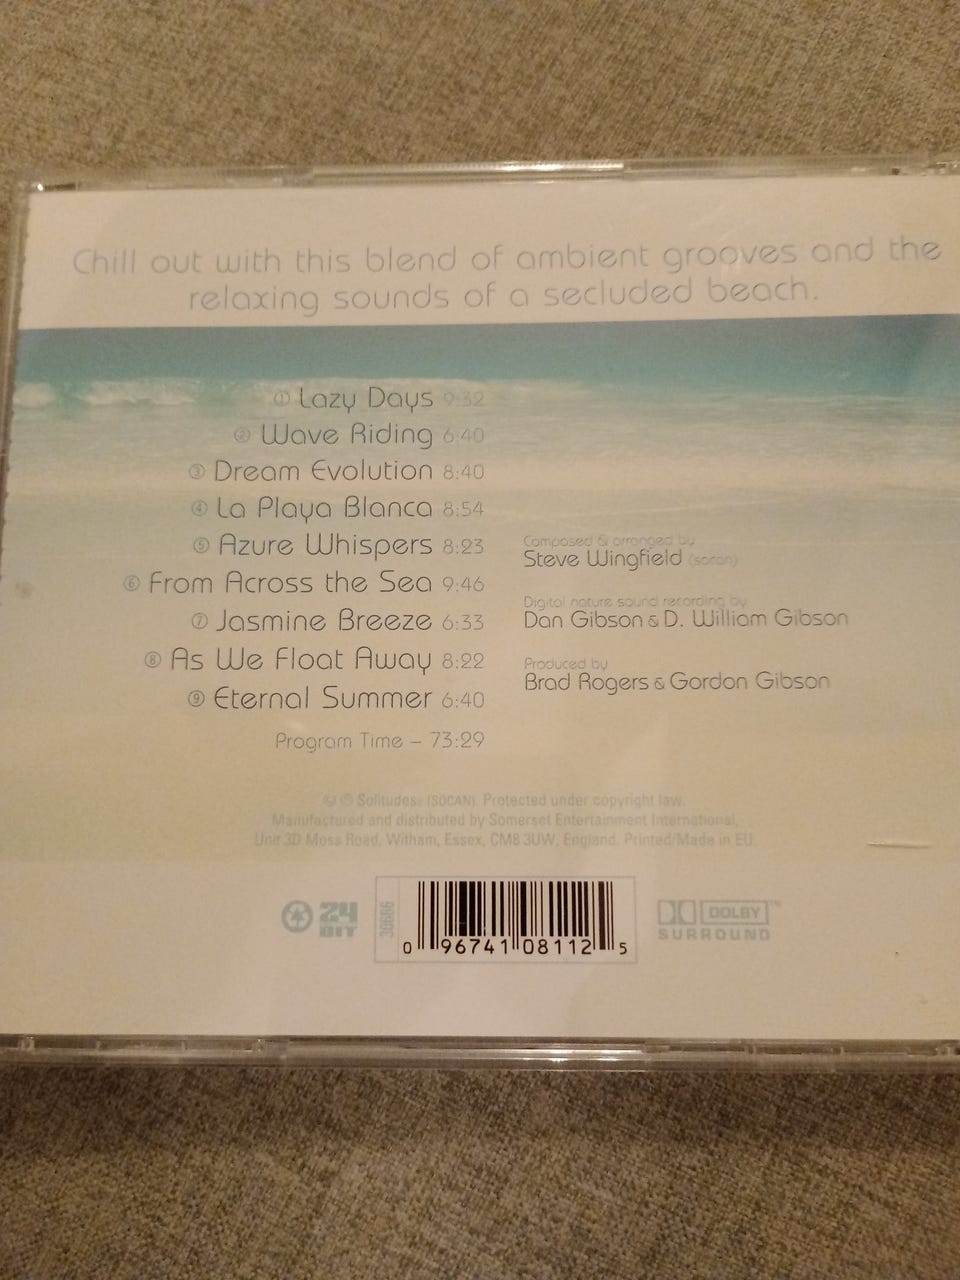 Chill out with this blend of ambient grooves and the
relaxing sounds of a secluded beach.
① Lazy Days 9:32
② Wave Riding 6:40
③ Dream Evolution 8:40
④ La Playa Blanca 8:54
⑤ Azure Whispers 8:23
⑥ From Across the Sea 9:46
⑦ Jasmine Breeze 6:33
⑧ As We Float Away 8:22
⑨ Eternal Summer 6:40
Program Time – 73:29
Composed & arranged by
Steve Wingfield (socan)
Digital nature sound recording by
Dan Gibson & D. William Gibson
Produced by
Brad Rogers & Gordon Gibson
© ℗ Solitudes® (SOCAN). Protected under copyright law.
Manufactured and distributed by Somerset Entertainment International,
Unit 3D Moss Road, Witham, Essex, CM8 3UW, England. Printed/Made in EU.
24
BIT
0 96741 08112 5
DOLBY™
SURROUND